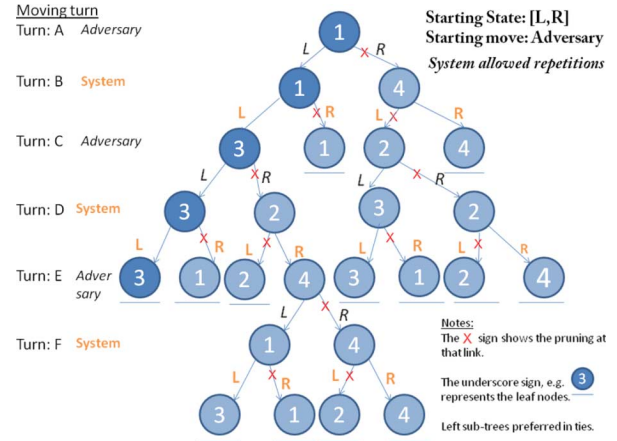 Moving turn
Turn: A Adversary
Starting State: [L,R]
Starting move: Adversary
System allowed repetitions
1
L X R
Turn: B System
1 4
L X R L X R
Turn: C Adversary
3 1 2 4
L X R L X R
Turn: D System
3 2 3 2
L X R L X R L X R L X R
Turn: E Adver
sary
3 1 2 4 3 1 2 4
L X R
Turn: F System
1 4
L X R L X R
3 1 2 4
Notes:
The X sign shows the pruning at
that link.
The underscore sign, e.g. 3
represents the leaf nodes.
Left sub-trees preferred in ties.